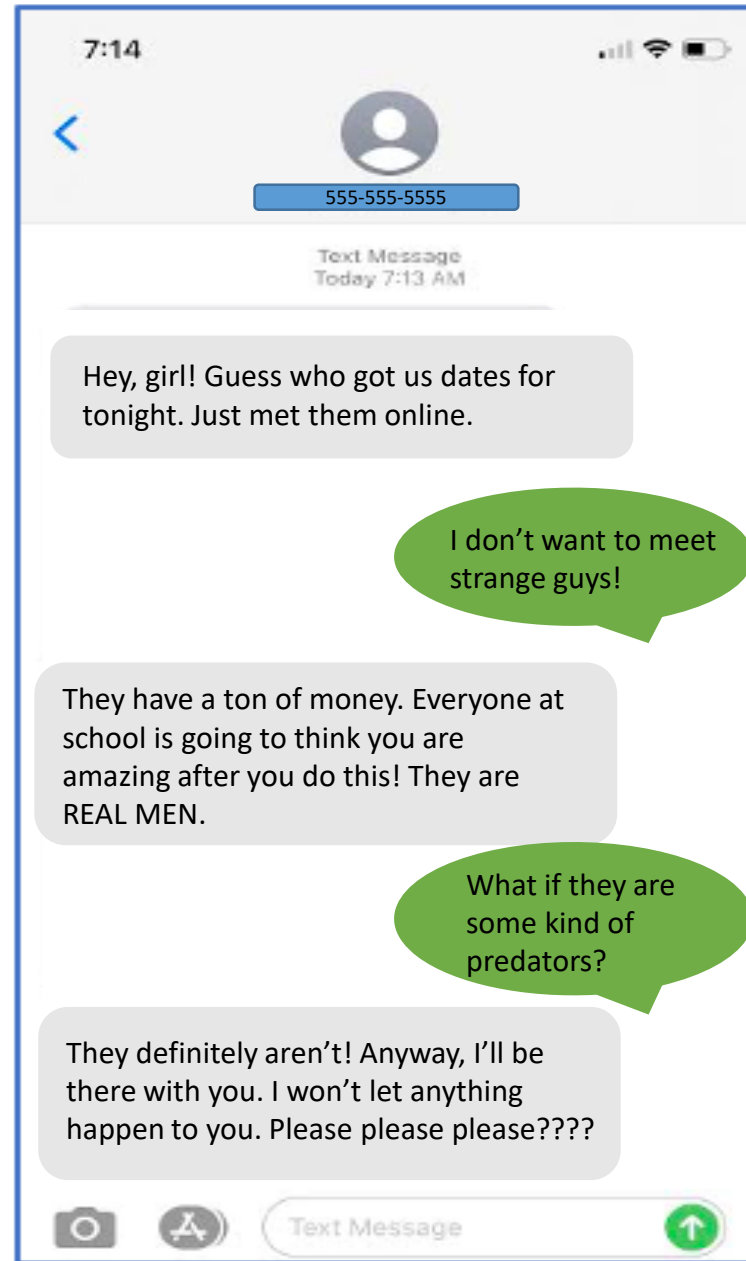 7:14
555-555-5555
Text Message
Today 7:13 AM
Hey, girl! Guess who got us dates for
tonight. Just met them online.
I don’t want to meet
strange guys!
They have a ton of money. Everyone at
school is going to think you are
amazing after you do this! They are
REAL MEN.
What if they are
some kind of
predators?
They definitely aren’t! Anyway, I’ll be
there with you. I won’t let anything
happen to you. Please please please????
Text Message